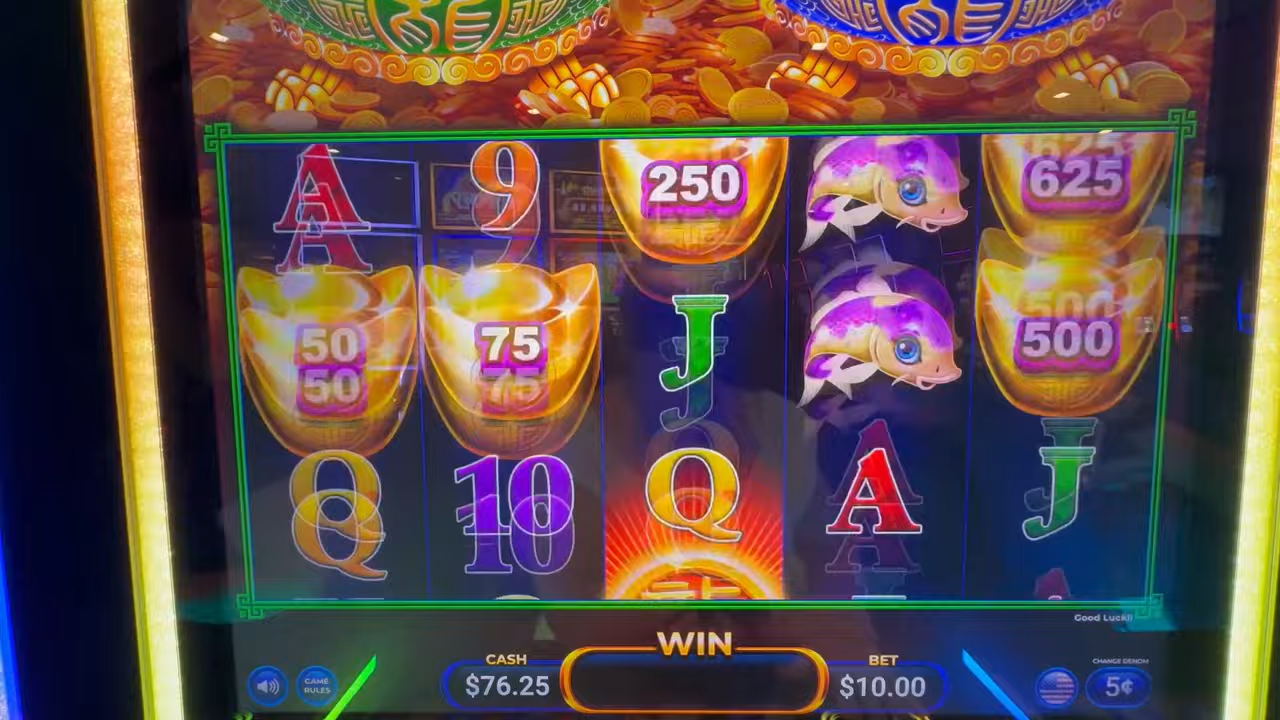 A 9 250 625
50 75 J 500
Q 10 Q A J
Good Luck!!
WIN
CASH BET CHANGE DENOM
GAME RULES $76.25 $10.00 5¢